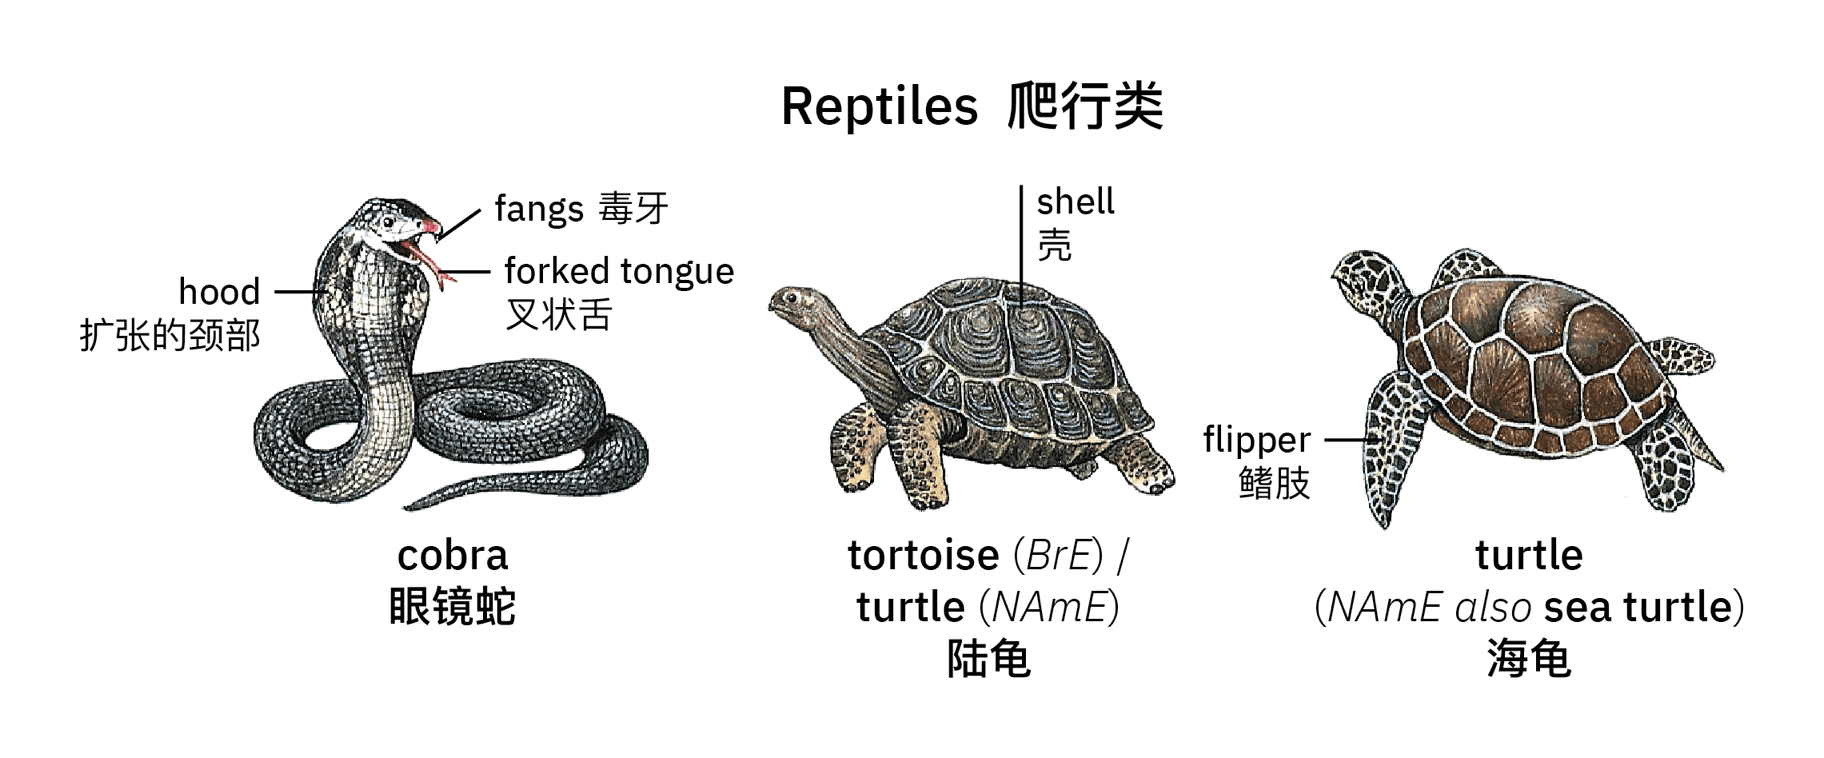 Reptiles 爬行类
fangs 毒牙
forked tongue
叉状舌
hood
扩张的颈部
cobra
眼镜蛇
shell
壳
tortoise (BrE) /
turtle (NAmE)
陆龟
flipper
鳍肢
turtle
(NAmE also sea turtle)
海龟